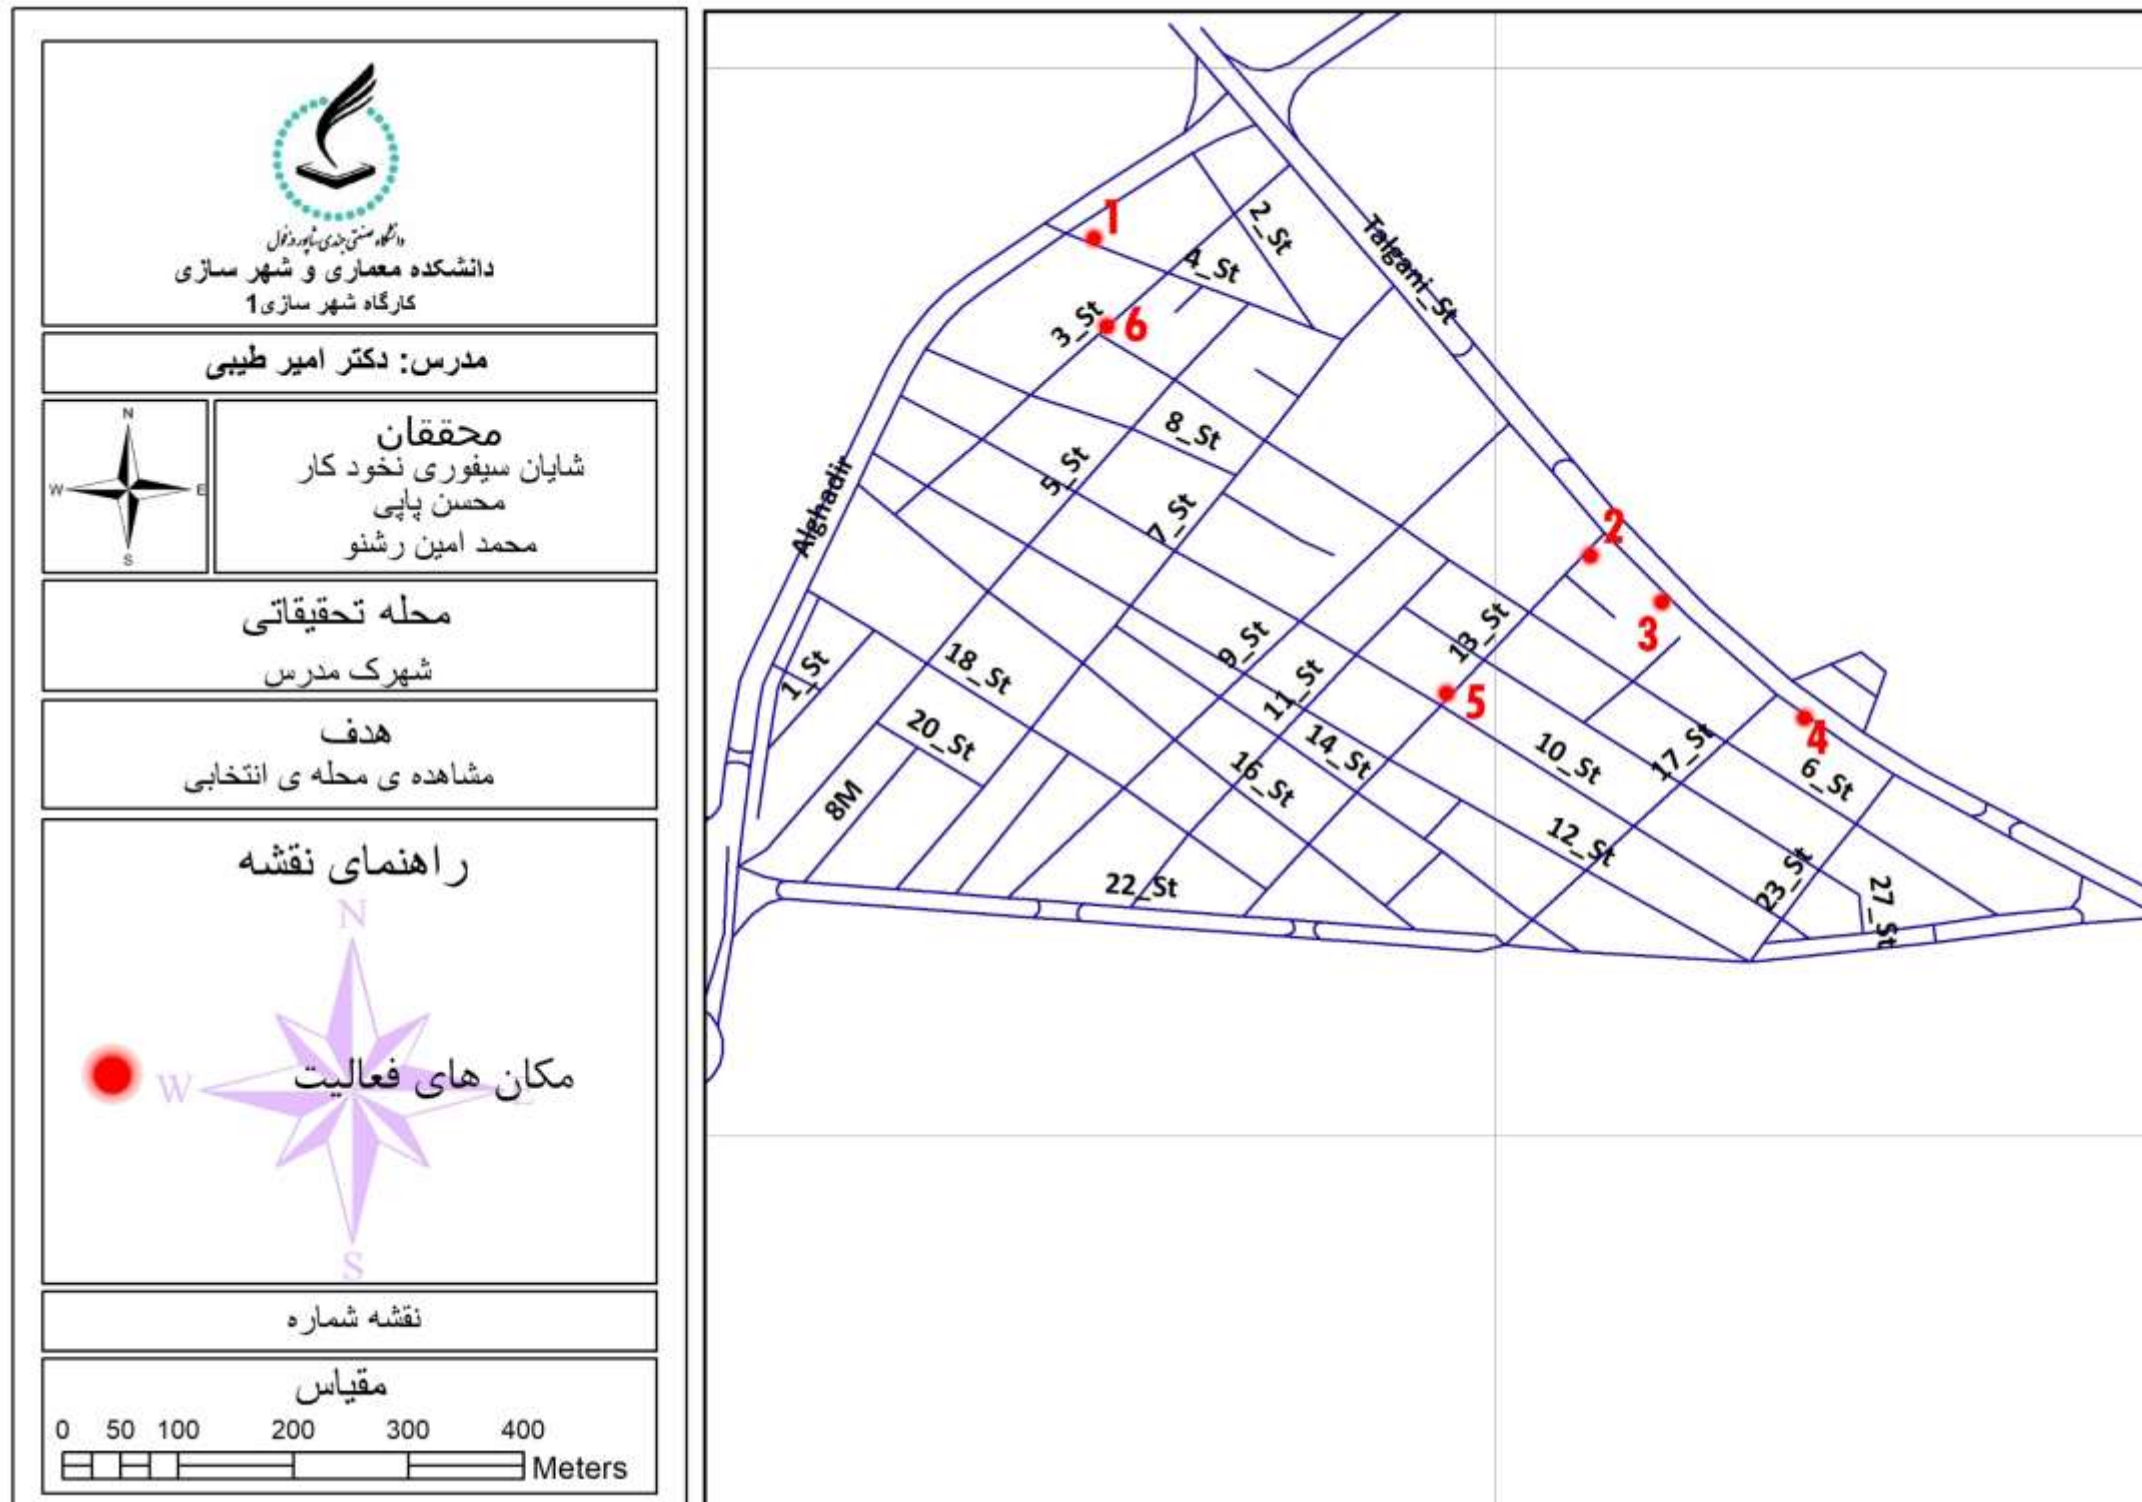 دانشگاه صنعتی جندی شاپور دزفول
دانشکده معماری و شهر سازی
کارگاه شهر سازی1
مدرس: دکتر امیر طیبی
N
W
E
S
محققان
شایان سیفوری نخود کار
محسن پاپی
محمد امین رشنو
محله تحقیقاتی
شهرک مدرس
هدف
مشاهده ی محله ی انتخابی
راهنمای نقشه
N
W
مکان های فعالیت
S
نقشه شماره
مقیاس
0 50 100 200 300 400
Meters
1
2_St
Talgani_St
4_St
3_St
6
8_St
5_St
7_St
Alghadir
2
3
13_St
9_St
1_St
18_St
11_St
5
4
20_St
14_St
10_St
17_St
6_St
16_St
8M
12_St
22_St
23_St
27_St